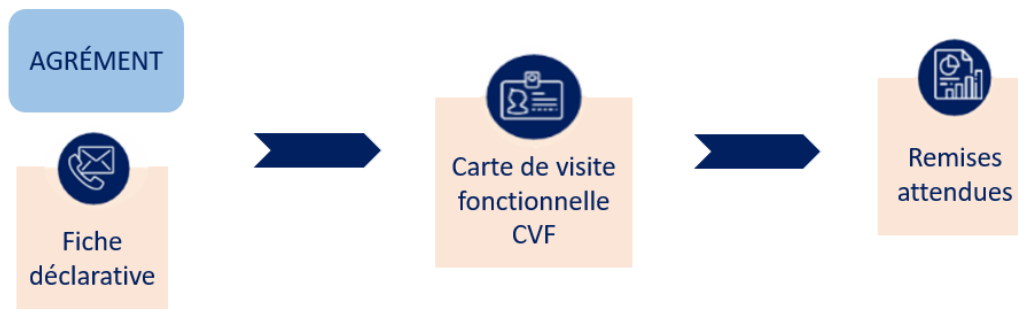 AGRÉMENT
Fiche
déclarative
Carte de visite
fonctionnelle
CVF
Remises
attendues